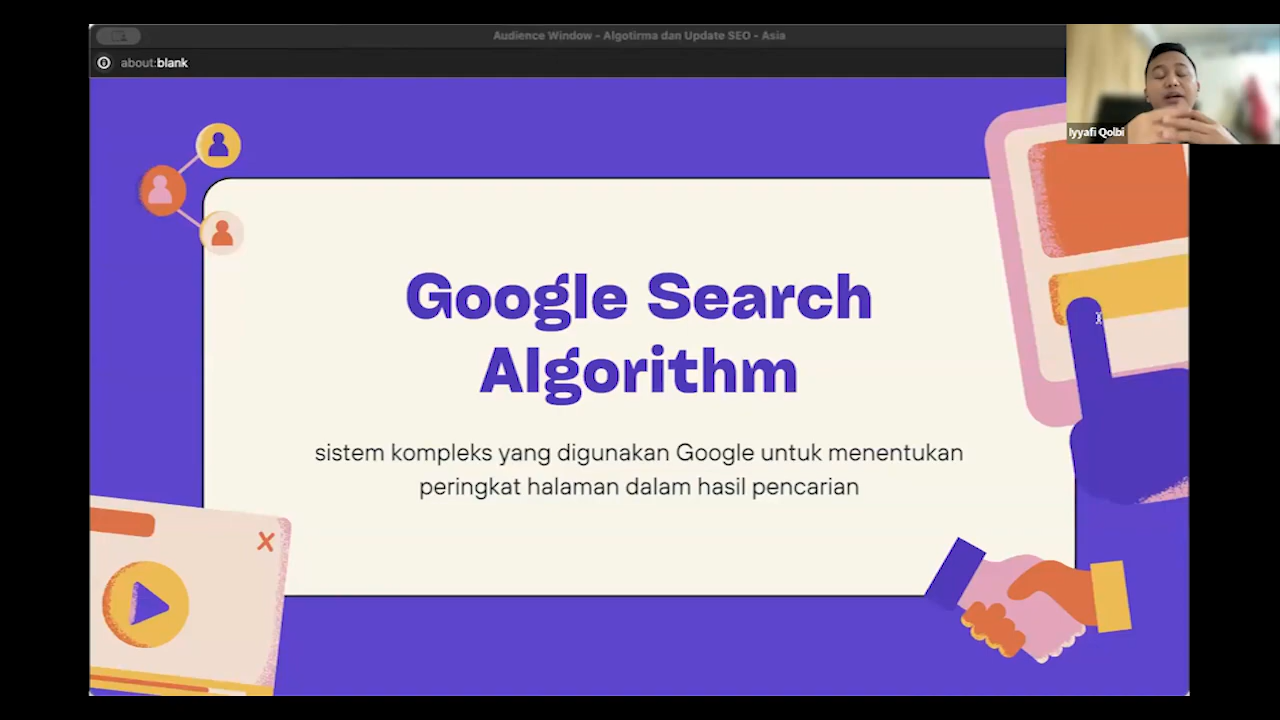 Audience Window - Algotirma dan Update SEO - Asia
about:blank
Iyyafi Qolbi
Google Search
Algorithm
sistem kompleks yang digunakan Google untuk menentukan
peringkat halaman dalam hasil pencarian